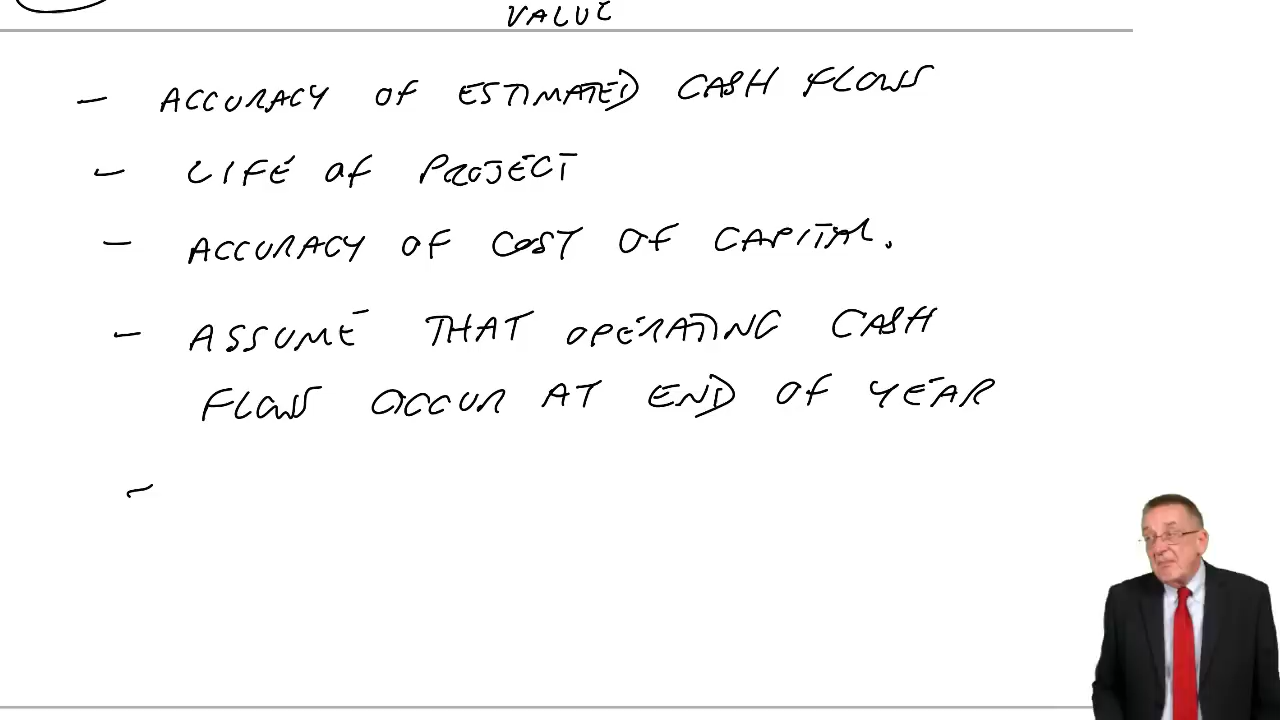 VALUE
- ACCURACY OF ESTIMATED CASH FLOWS
- LIFE OF PROJECT
- ACCURACY OF COST OF CAPITAL.
- ASSUME THAT OPERATING CASH
FLOWS OCCUR AT END OF YEAR
-